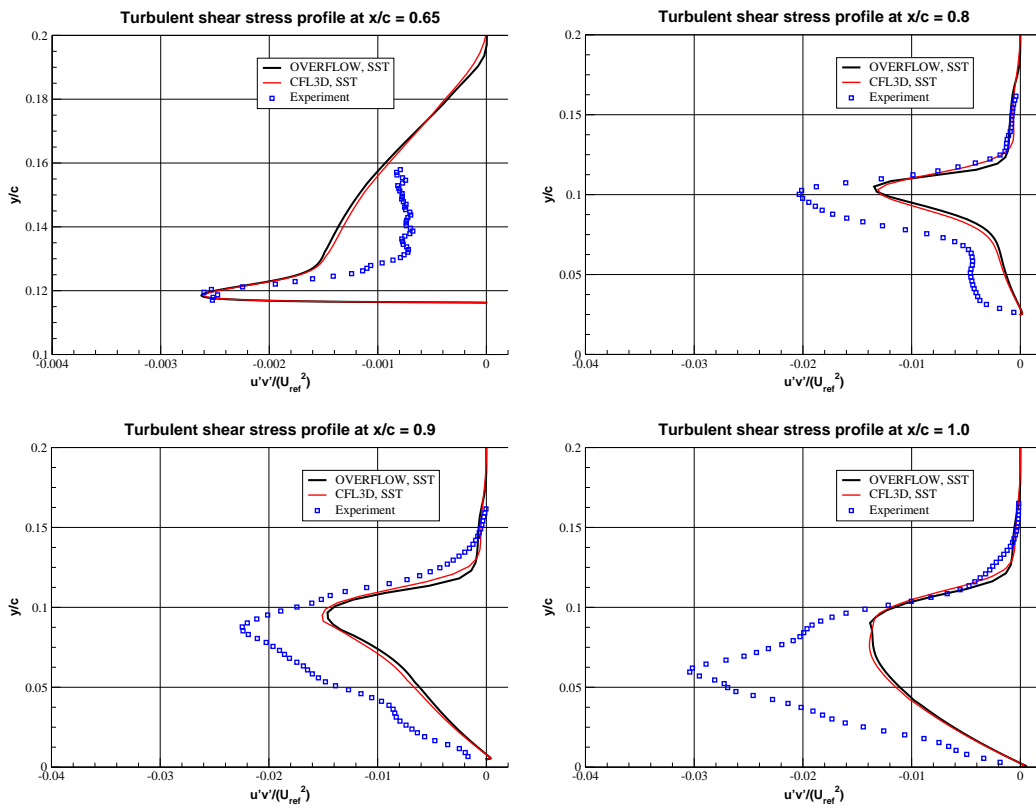 Turbulent shear stress profile at x/c = 0.65
OVERFLOW, SST
CFL3D, SST
Experiment
y/c
0.2
0.18
0.16
0.14
0.12
0.1
-0.004
-0.003
-0.002
-0.001
0
u'v'/(U_ref^2)
Turbulent shear stress profile at x/c = 0.8
OVERFLOW, SST
CFL3D, SST
Experiment
y/c
0.2
0.15
0.1
0.05
0
-0.04
-0.03
-0.02
-0.01
0
u'v'/(U_ref^2)
Turbulent shear stress profile at x/c = 0.9
OVERFLOW, SST
CFL3D, SST
Experiment
y/c
0.2
0.15
0.1
0.05
0
-0.04
-0.03
-0.02
-0.01
0
u'v'/(U_ref^2)
Turbulent shear stress profile at x/c = 1.0
OVERFLOW, SST
CFL3D, SST
Experiment
y/c
0.2
0.15
0.1
0.05
0
-0.04
-0.03
-0.02
-0.01
0
u'v'/(U_ref^2)